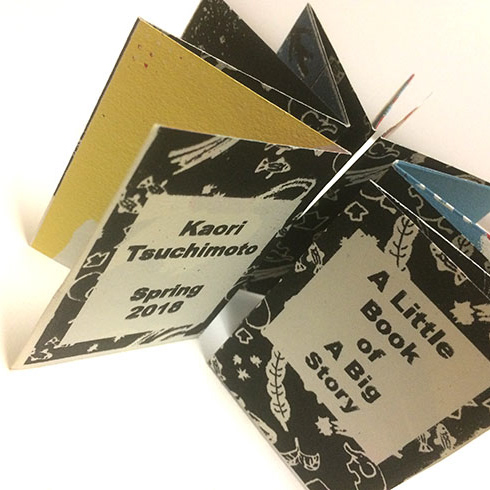 Kaori
Tsuchimoto
Spring
2018
A Little
Book
of
A Big
Story